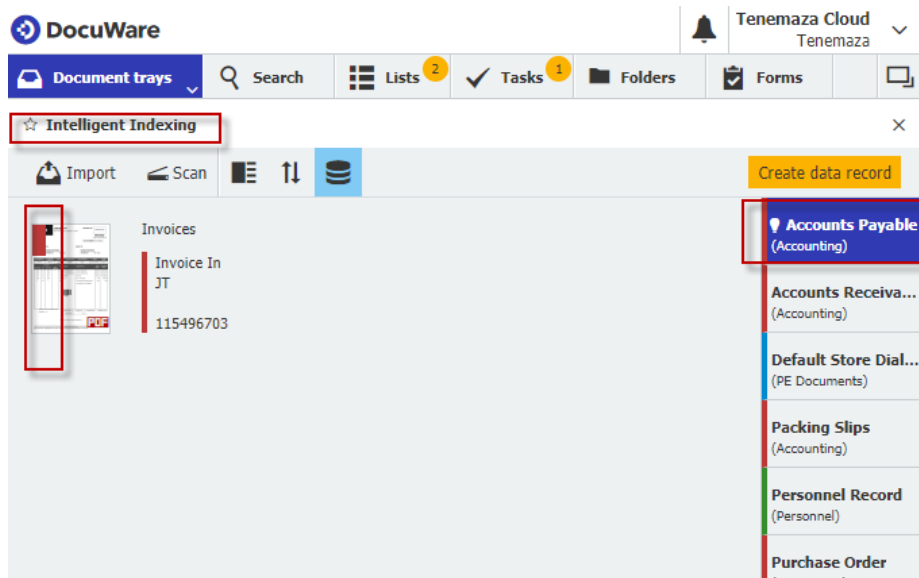 DocuWare
Tenemaza Cloud
Tenemaza
Document trays
Search
Lists 2
Tasks 1
Folders
Forms
Intelligent Indexing
Import
Scan
Create data record
Invoices
Invoice In
JT
115496703
PDF
Accounts Payable
(Accounting)
Accounts Receiva...
(Accounting)
Default Store Dial...
(PE Documents)
Packing Slips
(Accounting)
Personnel Record
(Personnel)
Purchase Order